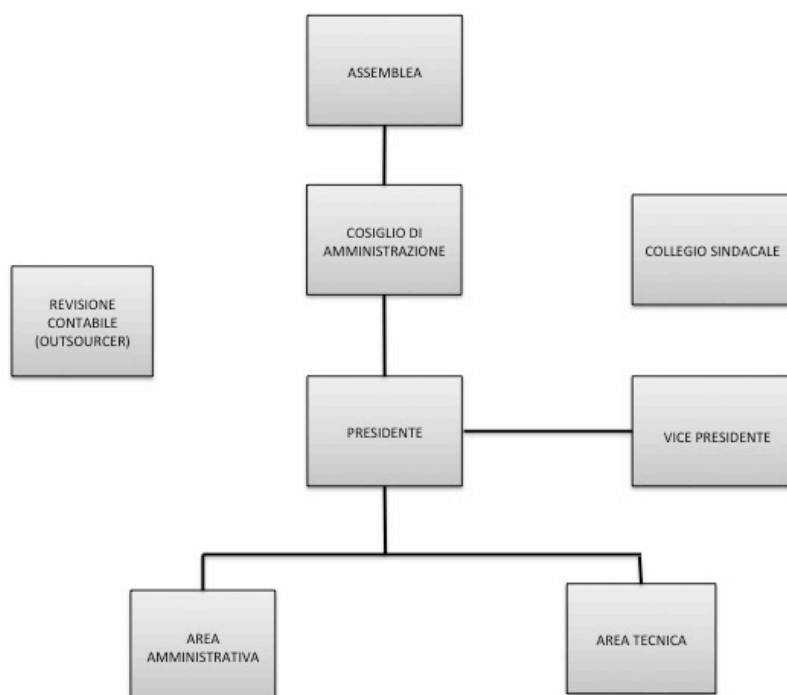 ASSEMBLEA
COSIGLIO DI
AMMINISTRAZIONE
COLLEGIO SINDACALE
REVISIONE
CONTABILE
(OUTSOURCER)
PRESIDENTE
VICE PRESIDENTE
AREA
AMMINISTRATIVA
AREA TECNICA